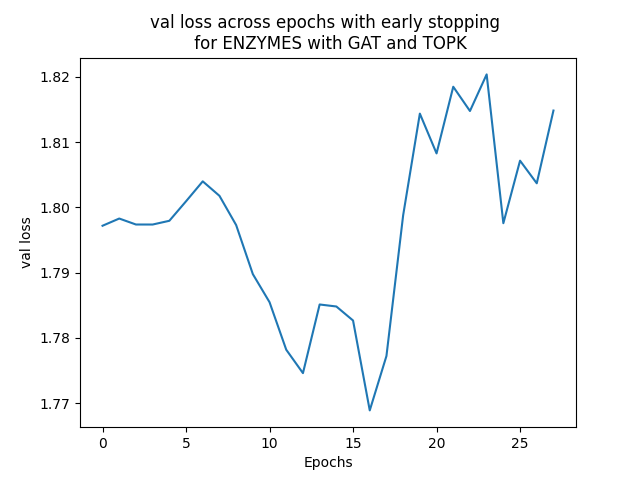 val loss across epochs with early stopping
for ENZYMES with GAT and TOPK
1.82
1.81
1.80
1.79
1.78
1.77
val loss
0 5 10 15 20 25
Epochs